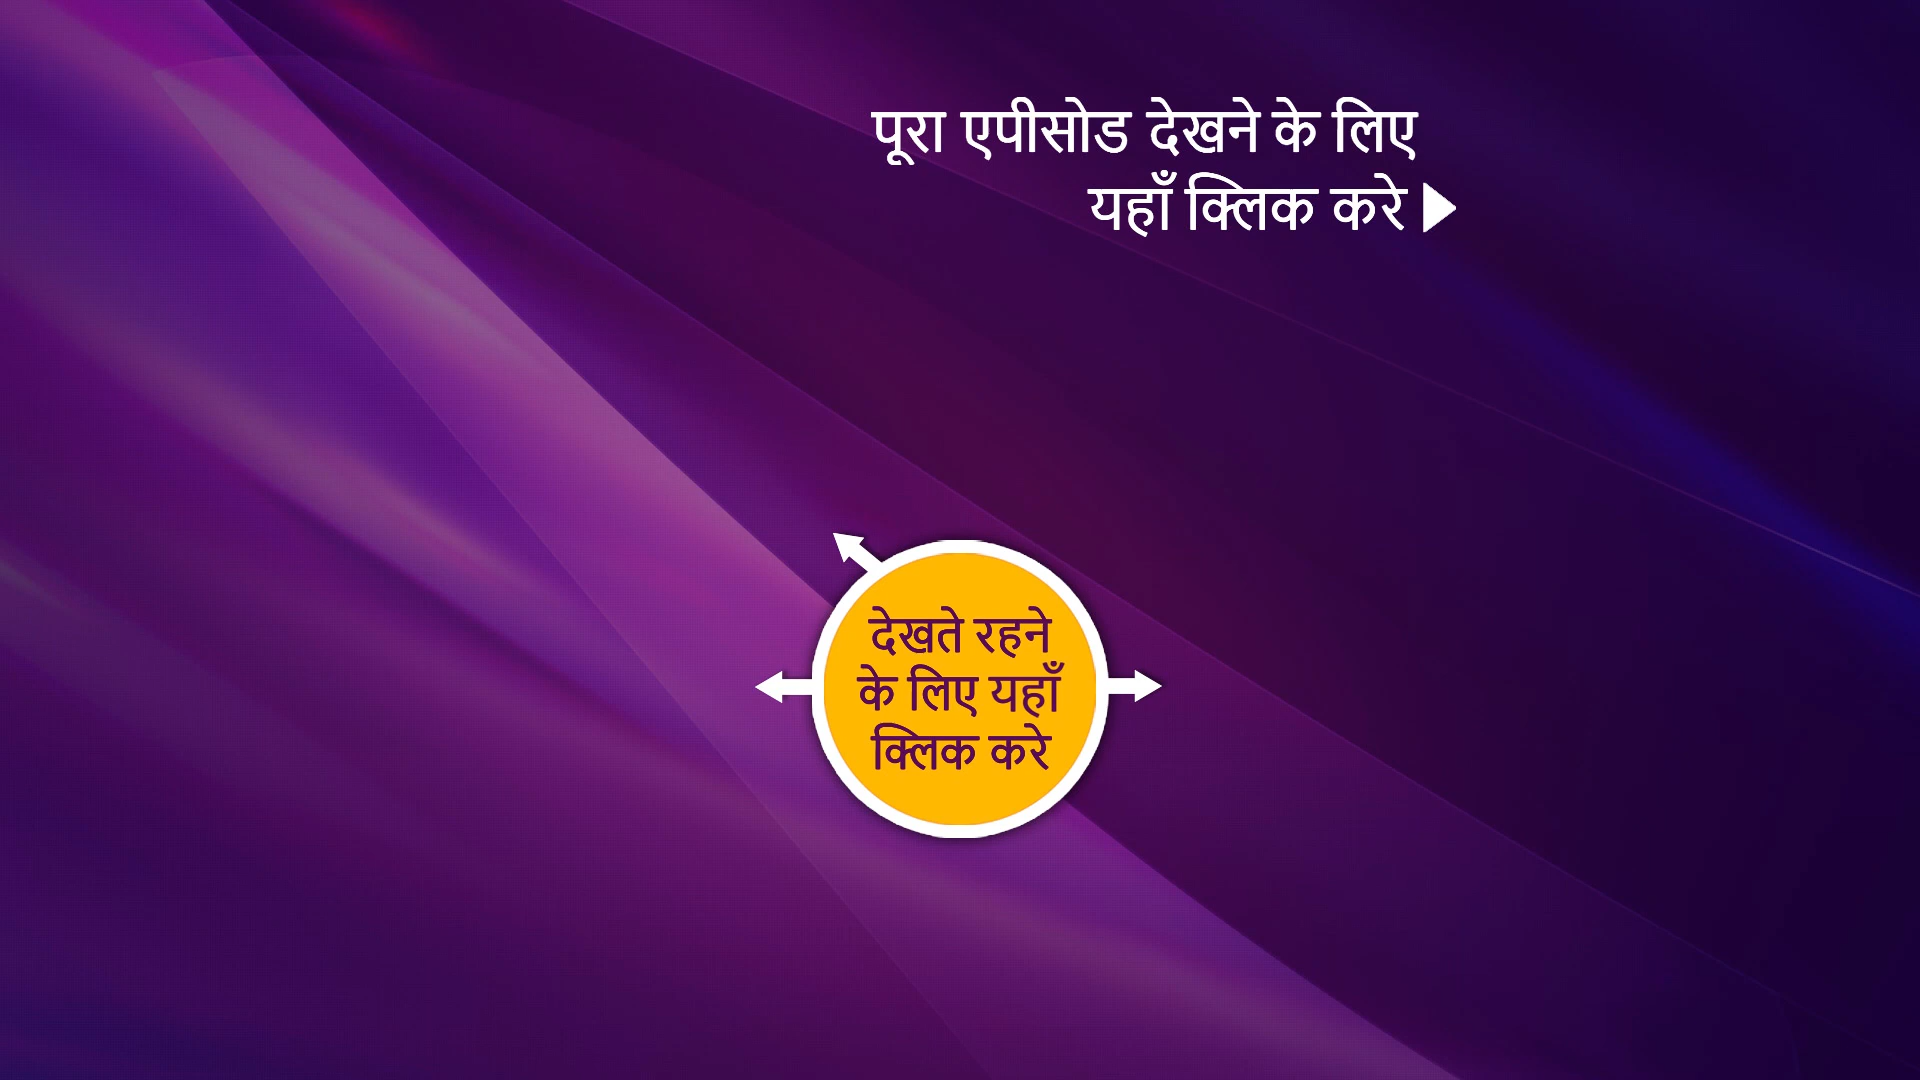 पूरा एपीसोड देखने के लिए
यहाँ क्लिक करे
देखते रहने
के लिए यहाँ
क्लिक करे